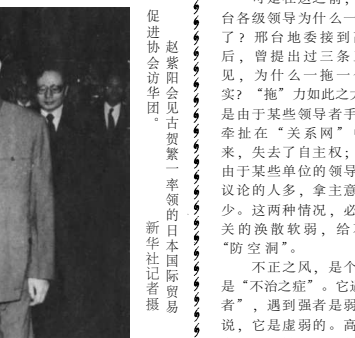 赵紫阳会见古贺繁一率领的日本国际贸易
促进协会访华团。
新华社记者摄
台各级领导为什么一
了？邢台地委接到
后，曾提出过三条
见，为什么一拖一
实？“拖”力如此之
是由于某些领导者手
牵扯在“关系网”
来，失去了自主权；
由于某些单位的领导
议论的人多，拿主意
少。这两种情况，必
关的涣散软弱，给
“防空洞”。
不正之风，是个
是“不治之症”。它
者”，遇到强者是弱
说，它是虚弱的。高